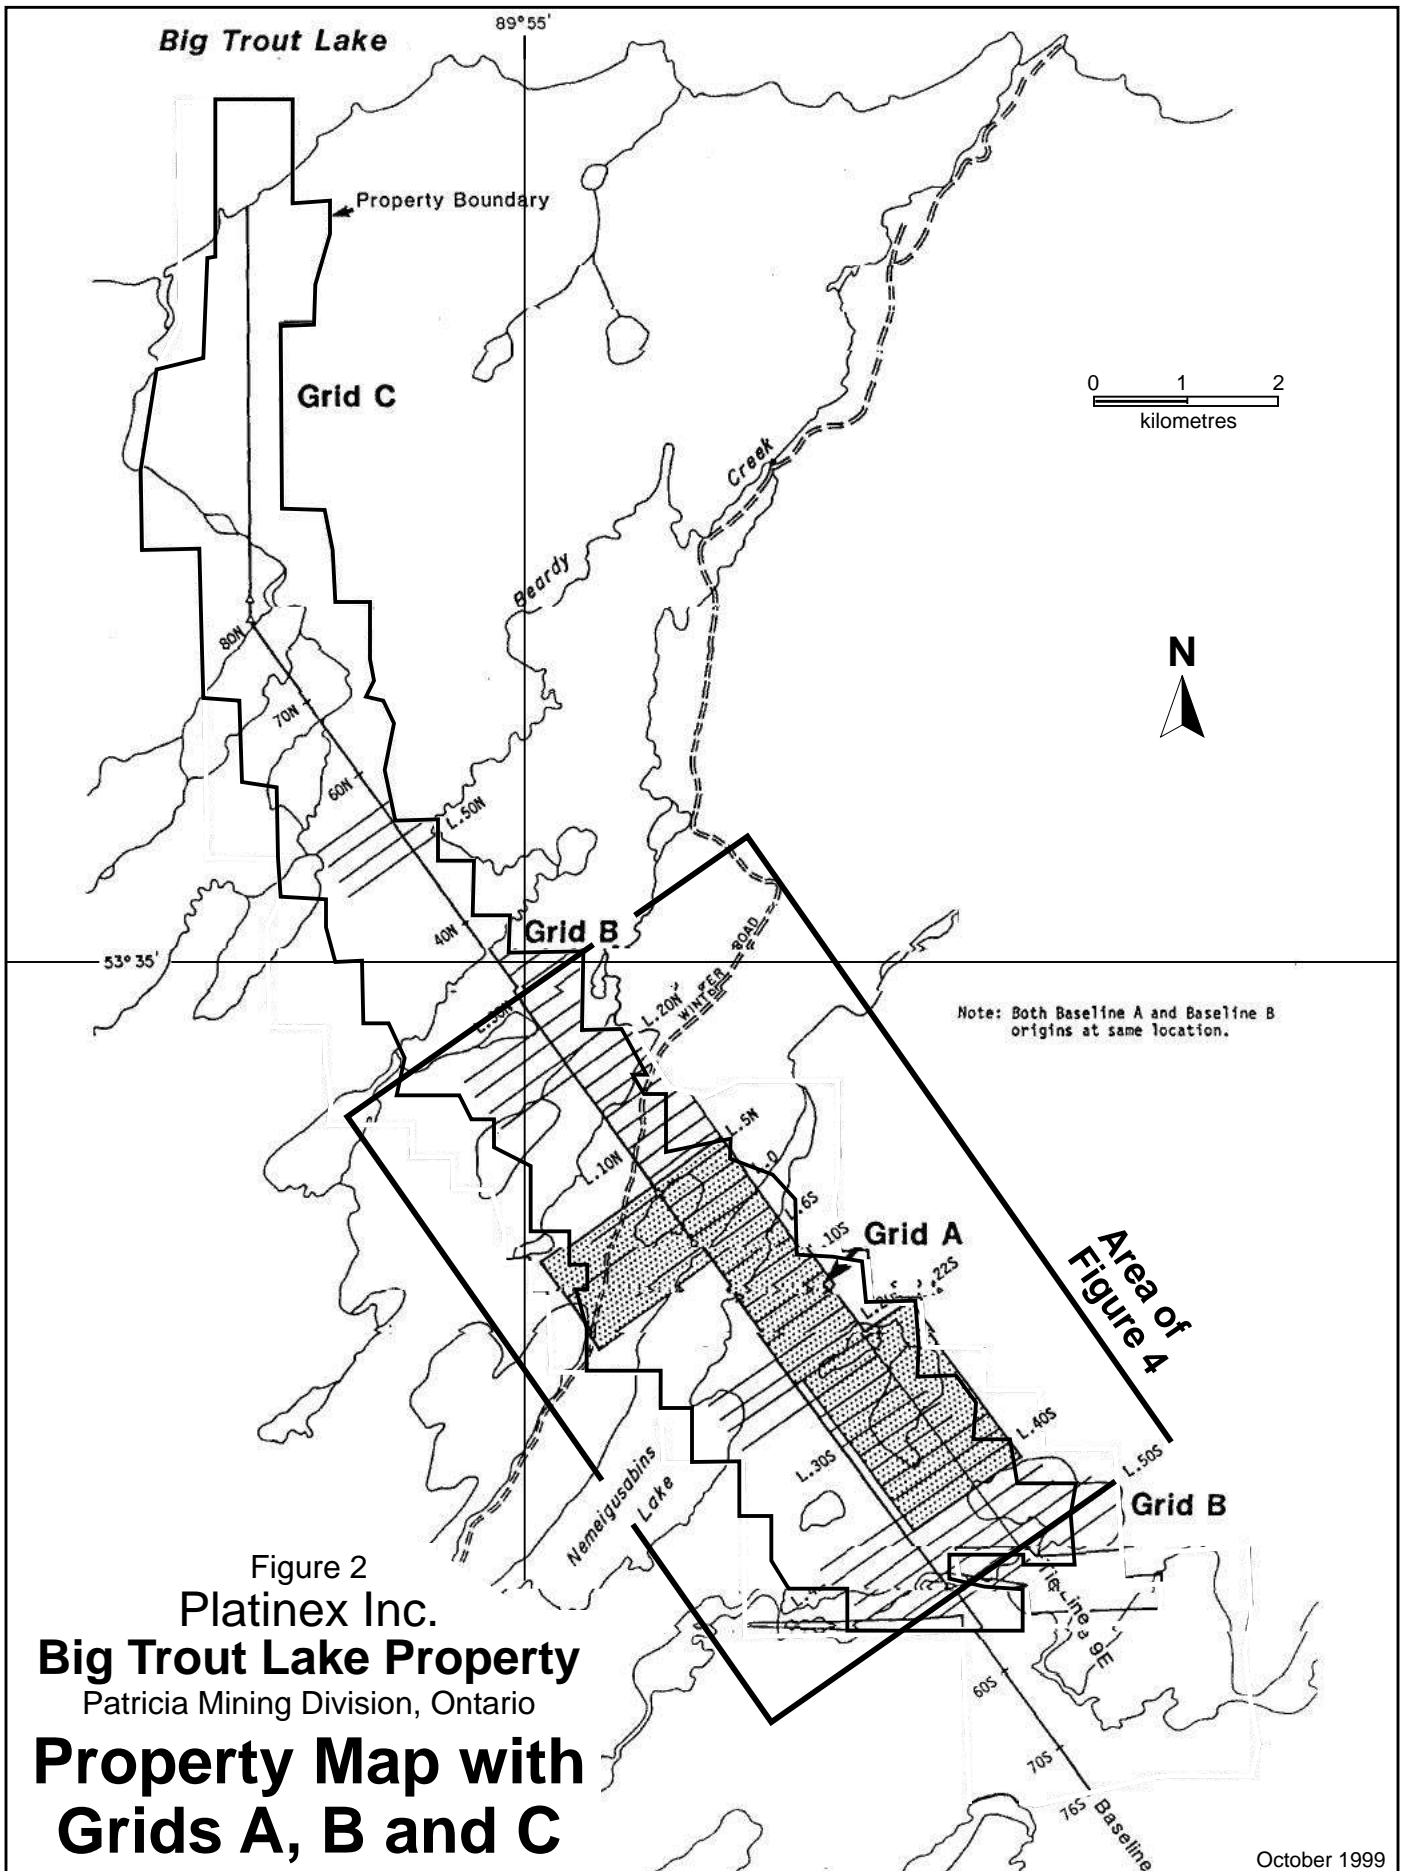 89°55'
Big Trout Lake
Property Boundary
Grid C
0 1 2
kilometres
Creek
Beardy
N
80N
70N
60N
L.50N
40N
Grid B
53° 35'
ROAD
WINTER
L.20N
L.30N
Note: Both Baseline A and Baseline B
origins at same location.
L.5N
L.0
L.10N
L.6S
.10S
Grid A
22S
Area of
Figure 4
L.40S
L.30S
L.50S
Grid B
Nemeigusabins
Lake
Tie Line 9E
60S
70S
76S
Baseline
Figure 2
Platinex Inc.
Big Trout Lake Property
Patricia Mining Division, Ontario
Property Map with
Grids A, B and C
October 1999